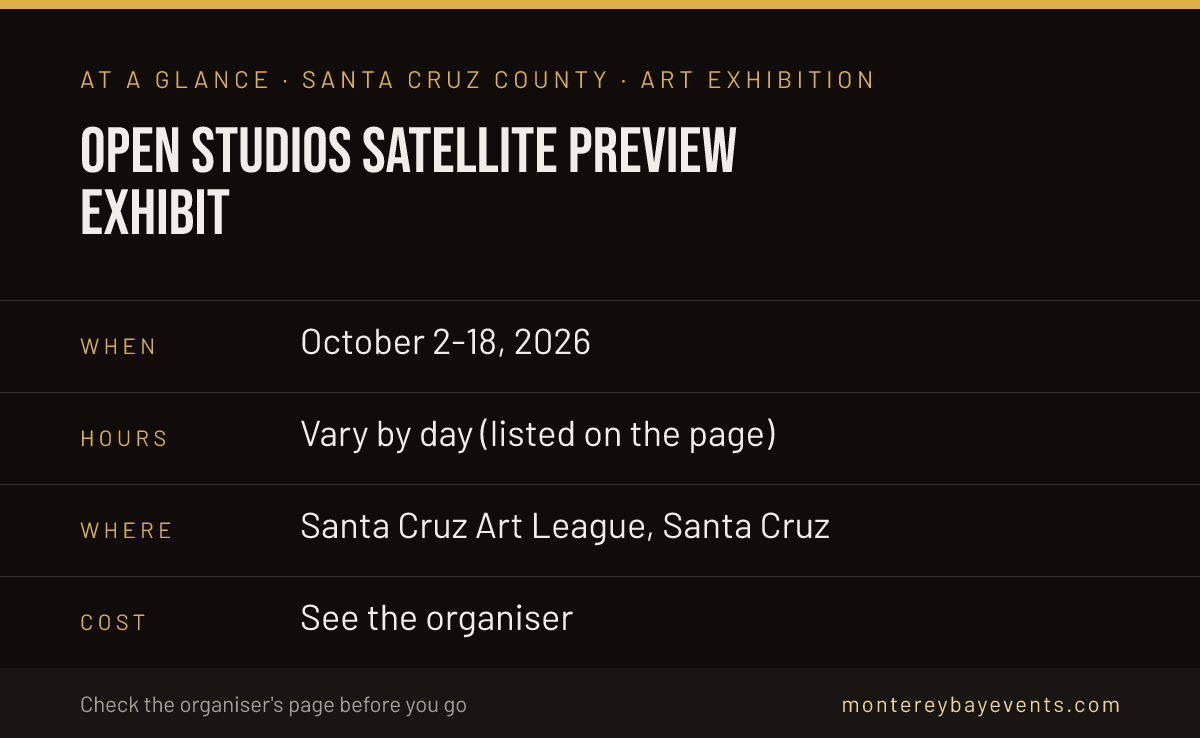 AT A GLANCE · SANTA CRUZ COUNTY · ART EXHIBITION
OPEN STUDIOS SATELLITE PREVIEW
EXHIBIT
WHEN October 2–18, 2026
HOURS Vary by day (listed on the page)
WHERE Santa Cruz Art League, Santa Cruz
COST See the organiser
Check the organiser's page before you go montereybayevents.com